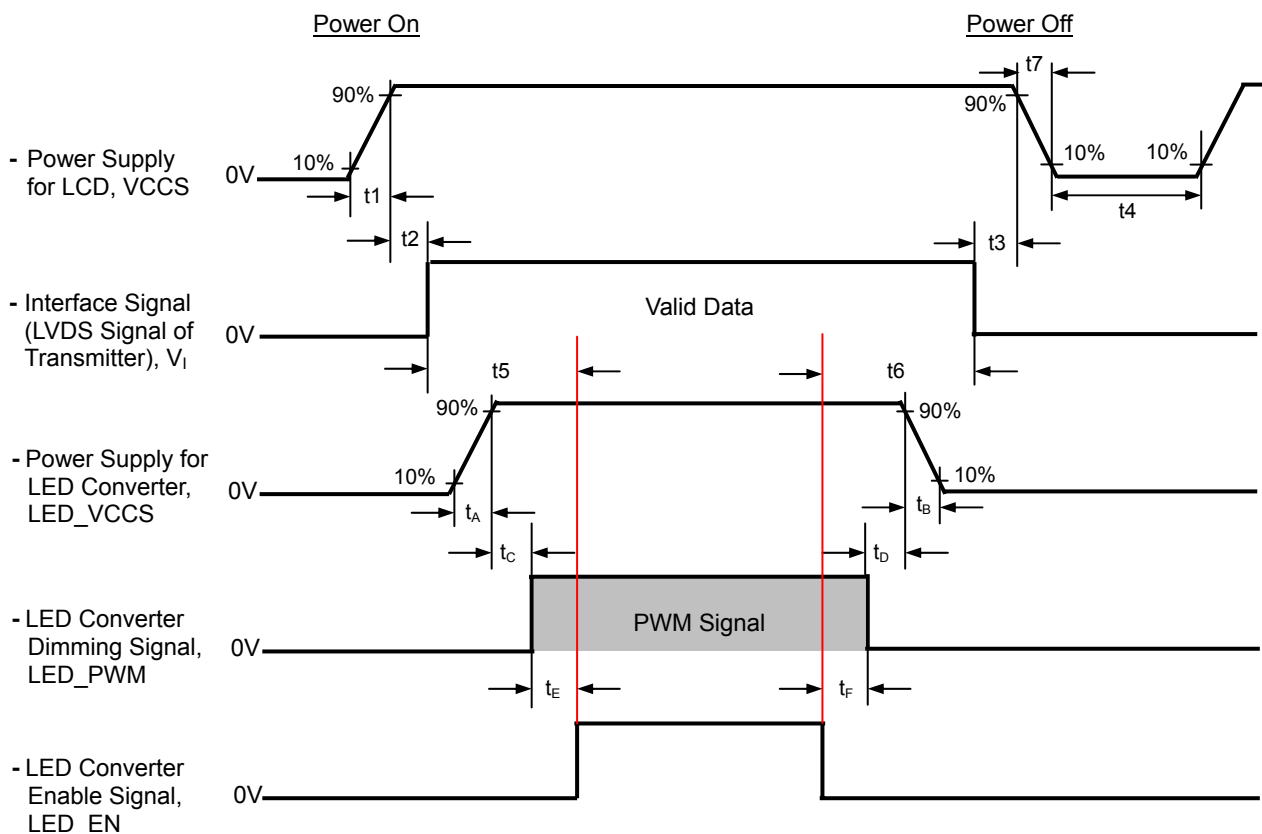 Power On
Power Off
t7
90%
90%
- Power Supply
for LCD, VCCS
10%
10%
10%
0V
t1
t4
t2
t3
- Interface Signal
(LVDS Signal of
Transmitter), VI
0V
Valid Data
t5
t6
90%
90%
- Power Supply for
LED Converter,
LED_VCCS
10%
10%
0V
tA
tB
tC
tD
- LED Converter
Dimming Signal,
LED_PWM
0V
PWM Signal
tE
tF
- LED Converter
Enable Signal,
LED_EN
0V